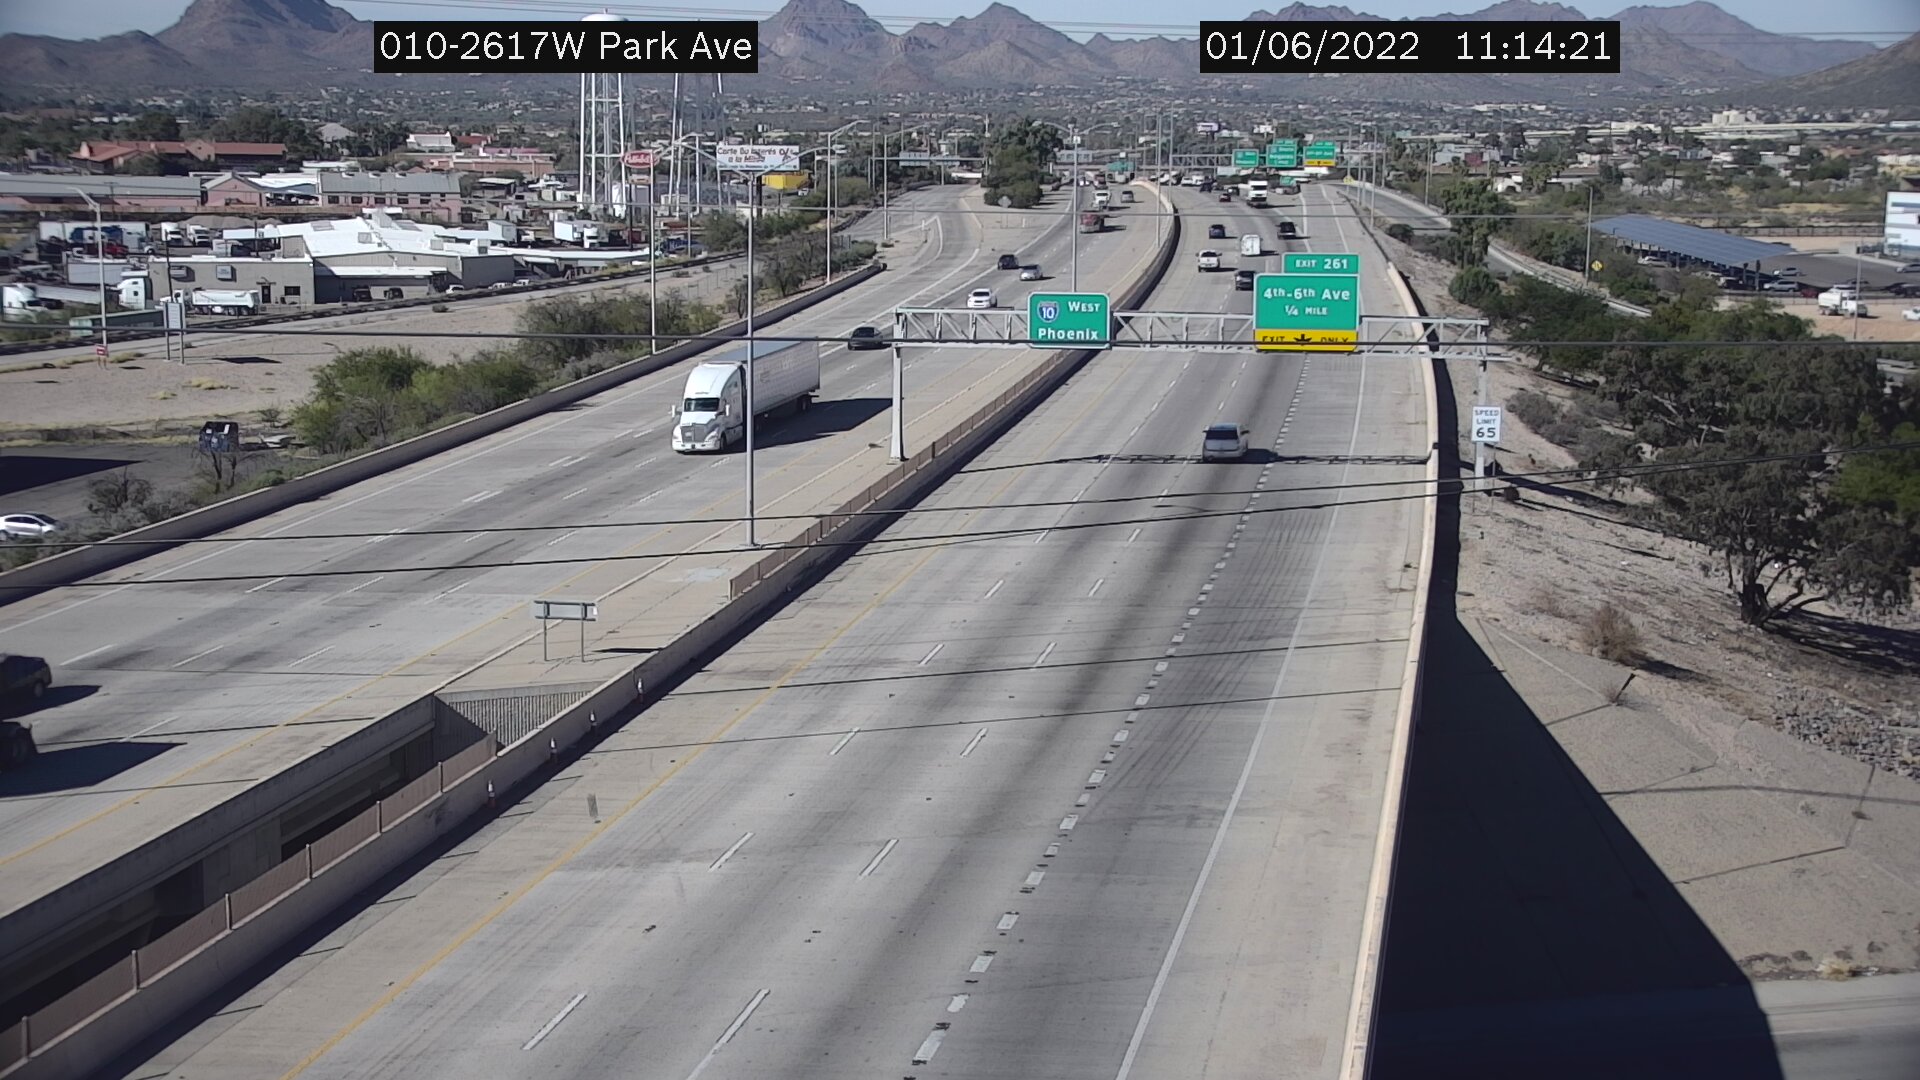 010-2617W Park Ave
01/06/2022 11:14:21
EXIT 261
4th-6th Ave
1/4 MILE
EXIT ONLY
10 WEST
Phoenix
SPEED
LIMIT
65